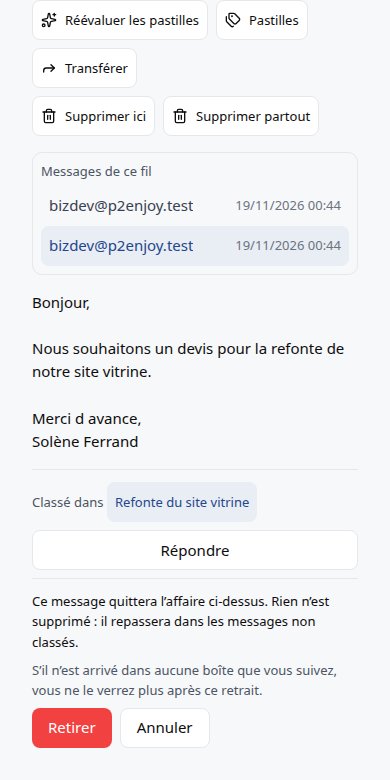 Réévaluer les pastilles
Pastilles
Transférer
Supprimer ici
Supprimer partout
Messages de ce fil
bizdev@p2enjoy.test 19/11/2026 00:44
bizdev@p2enjoy.test 19/11/2026 00:44
Bonjour,
Nous souhaitons un devis pour la refonte de
notre site vitrine.
Merci d avance,
Solène Ferrand
Classé dans Refonte du site vitrine
Répondre
Ce message quittera l’affaire ci-dessus. Rien n’est
supprimé : il repassera dans les messages non
classés.
S’il n’est arrivé dans aucune boîte que vous suivez,
vous ne le verrez plus après ce retrait.
Retirer
Annuler